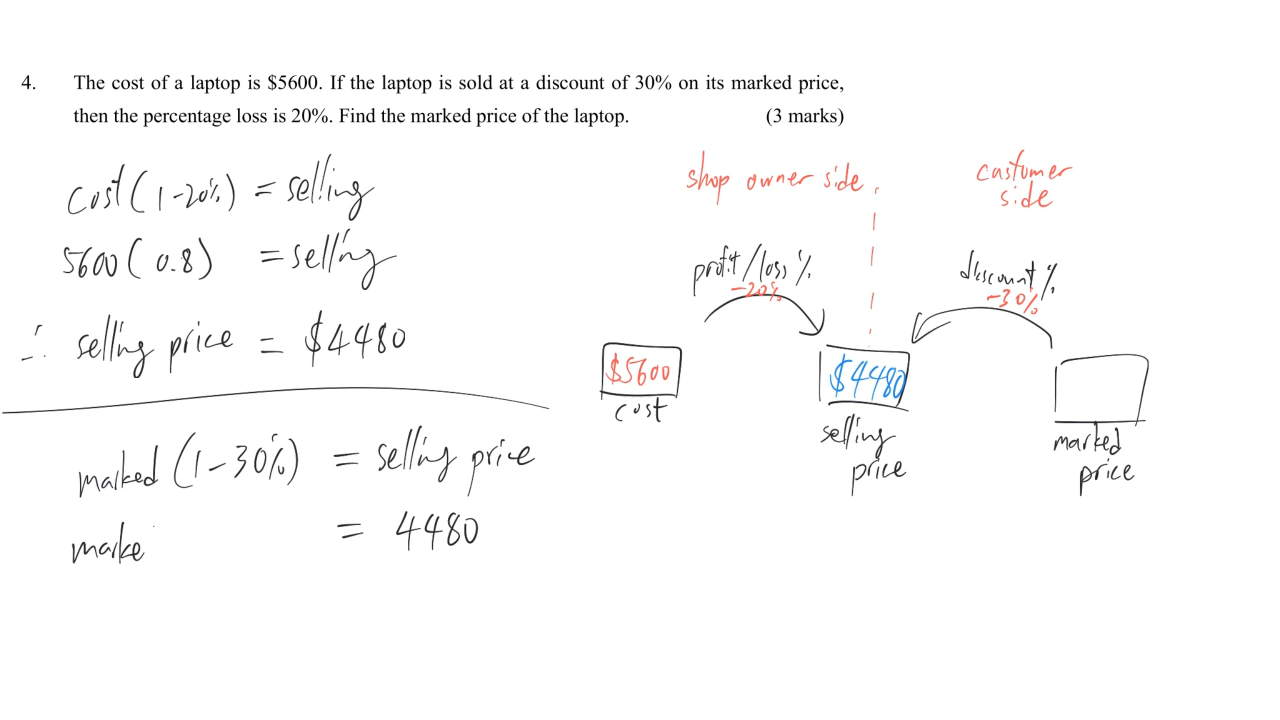 4. The cost of a laptop is $5600. If the laptop is sold at a discount of 30% on its marked price,
then the percentage loss is 20%. Find the marked price of the laptop. (3 marks)
cost (1-20%) = selling
5600 (0.8) = selling
∴ selling price = $4480
marked (1-30%) = selling price
marke = 4480
shop owner side
castomer
side
profit/loss %
-20%
discount %
-30%
$5600
cost
$4480
selling
price
marked
price